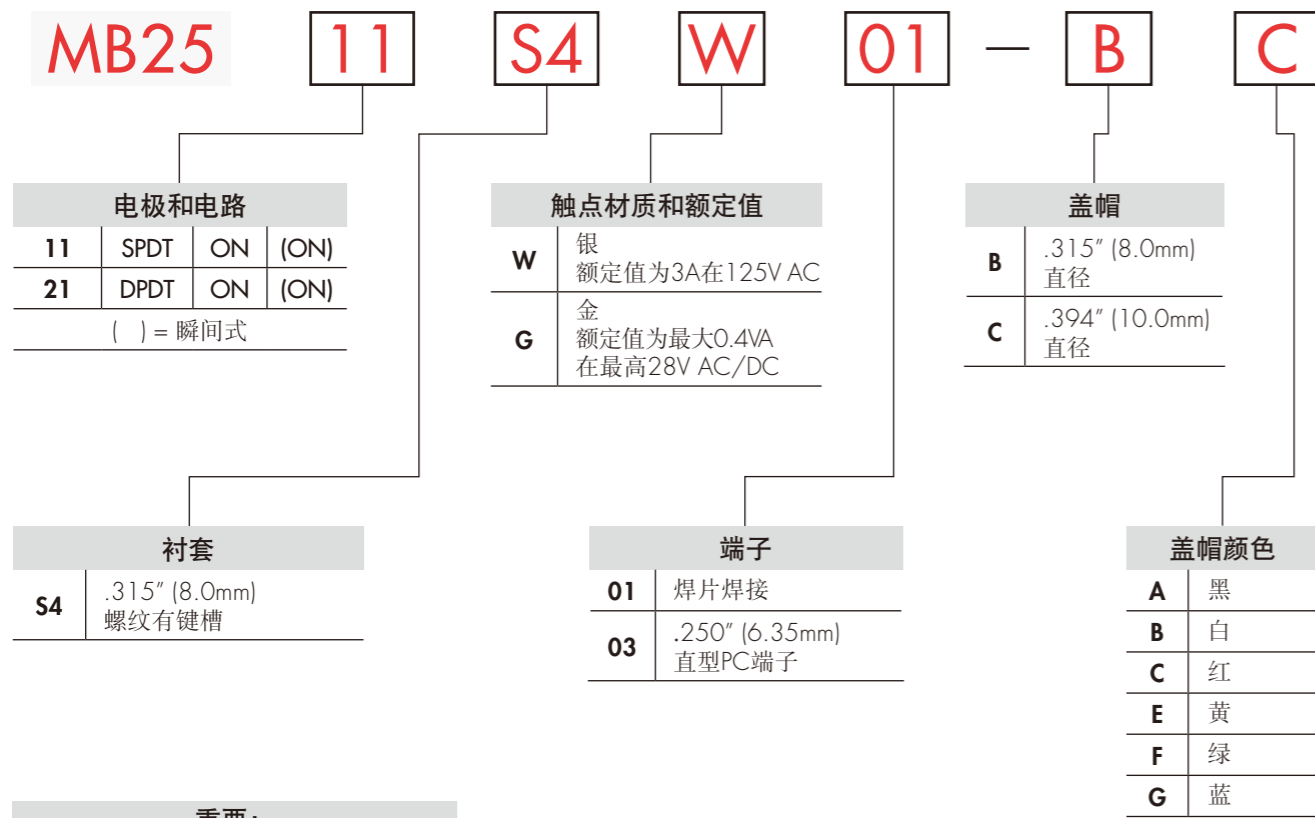 MB25 11 S4 W 01 — B C
电极和电路
11 SPDT ON (ON)
21 DPDT ON (ON)
( ) = 瞬间式
触点材质和额定值
W 银
额定值为3A在125V AC
G 金
额定值为最大0.4VA
在最高28V AC/DC
盖帽
B .315" (8.0mm)
直径
C .394" (10.0mm)
直径
衬套
S4 .315" (8.0mm)
螺纹有键槽
端子
01 焊片焊接
03 .250" (6.35mm)
直型PC端子
盖帽颜色
A 黑
B 白
C 红
E 黄
F 绿
G 蓝
重要: